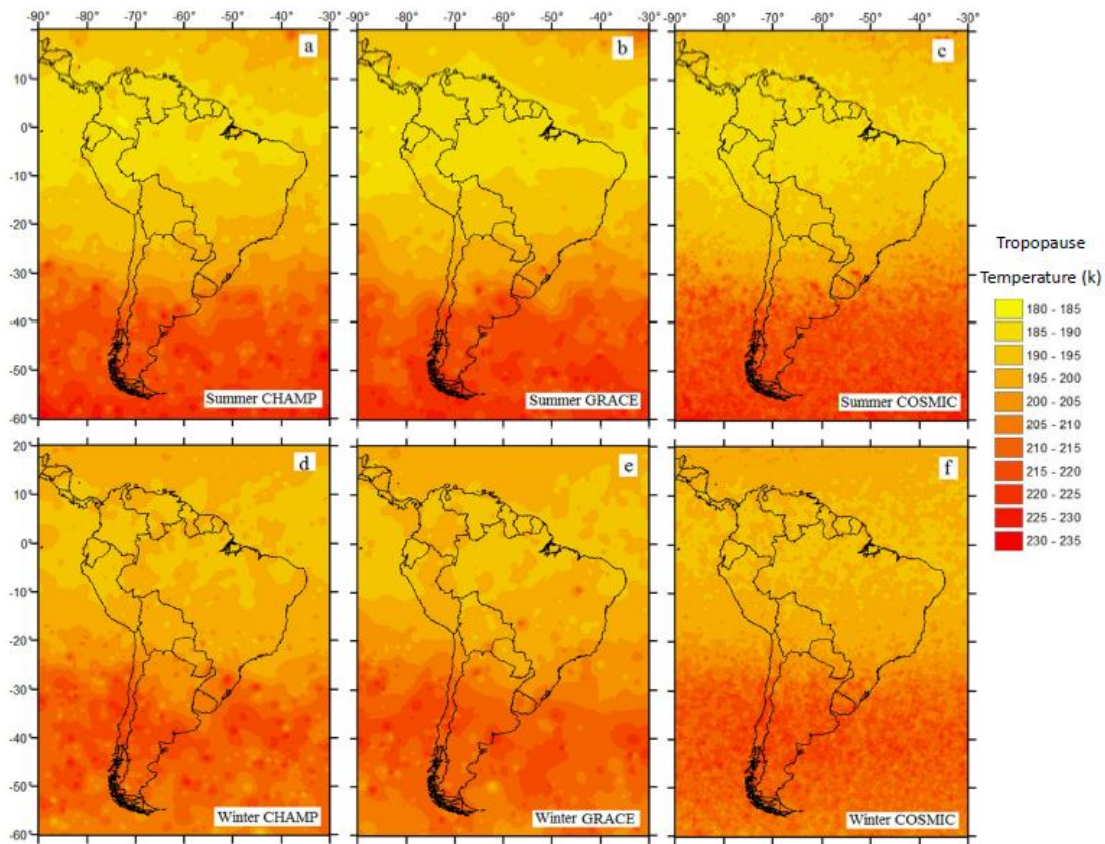 -90° -80° -70° -60° -50° -40° -30° -90° -80° -70° -60° -50° -40° -30° -90° -80° -70° -60° -50° -40° -30°
a b c
10°
0°
-10°
-20°
-30°
-40°
-50°
-60°
Summer CHAMP Summer GRACE Summer COSMIC
20°
d e f
10°
0°
-10°
-20°
-30°
-40°
-50°
-60°
Winter CHAMP Winter GRACE Winter COSMIC
Tropopause
Temperature (k)
180 - 185
185 - 190
190 - 195
195 - 200
200 - 205
205 - 210
210 - 215
215 - 220
220 - 225
225 - 230
230 - 235